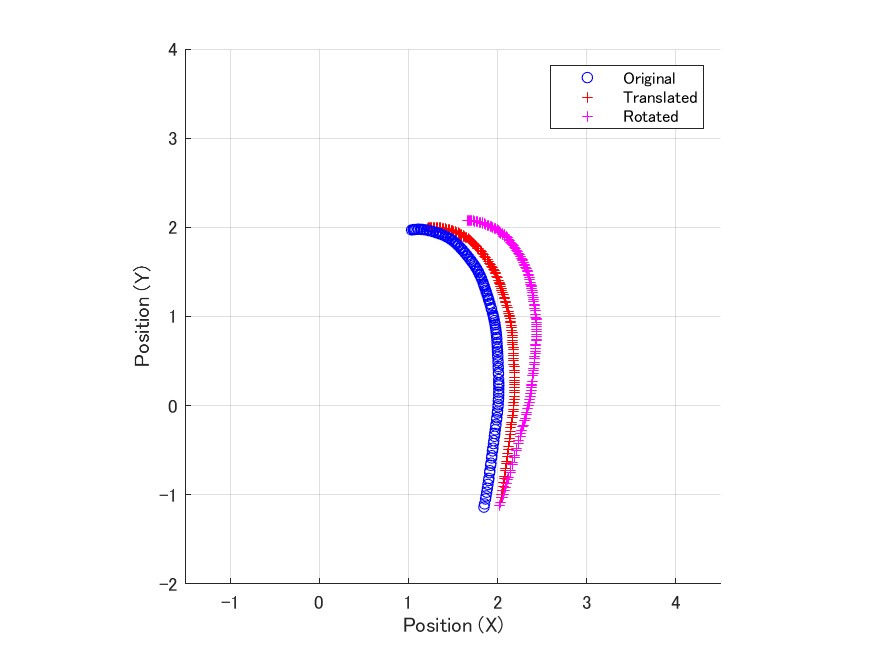 4
3
2
1
0
-1
-2
-1
0
1
2
3
4
Position (X)
Position (Y)
Original
Translated
Rotated